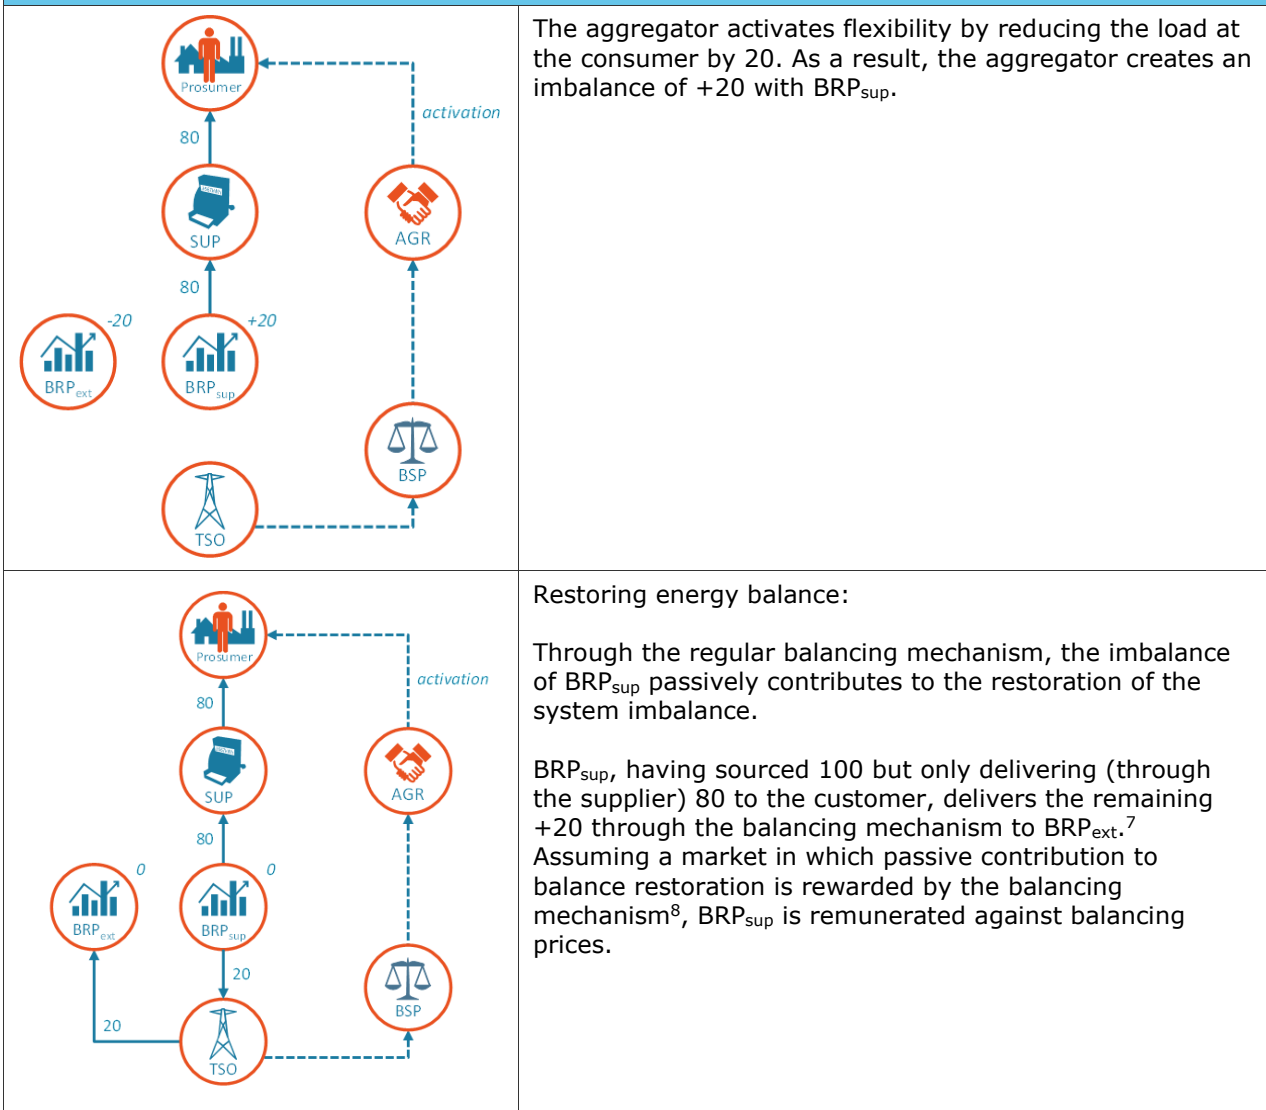 Prosumer
activation
80
SUP
AGR
80
-20
+20
BRPext
BRPsup
BSP
TSO
The aggregator activates flexibility by reducing the load at
the consumer by 20. As a result, the aggregator creates an
imbalance of +20 with BRPsup.
Prosumer
activation
80
SUP
AGR
80
0
0
BRPext
BRPsup
20
BSP
20
TSO
Restoring energy balance:
Through the regular balancing mechanism, the imbalance
of BRPsup passively contributes to the restoration of the
system imbalance.
BRPsup, having sourced 100 but only delivering (through
the supplier) 80 to the customer, delivers the remaining
+20 through the balancing mechanism to BRPext.7
Assuming a market in which passive contribution to
balance restoration is rewarded by the balancing
mechanism8, BRPsup is remunerated against balancing
prices.